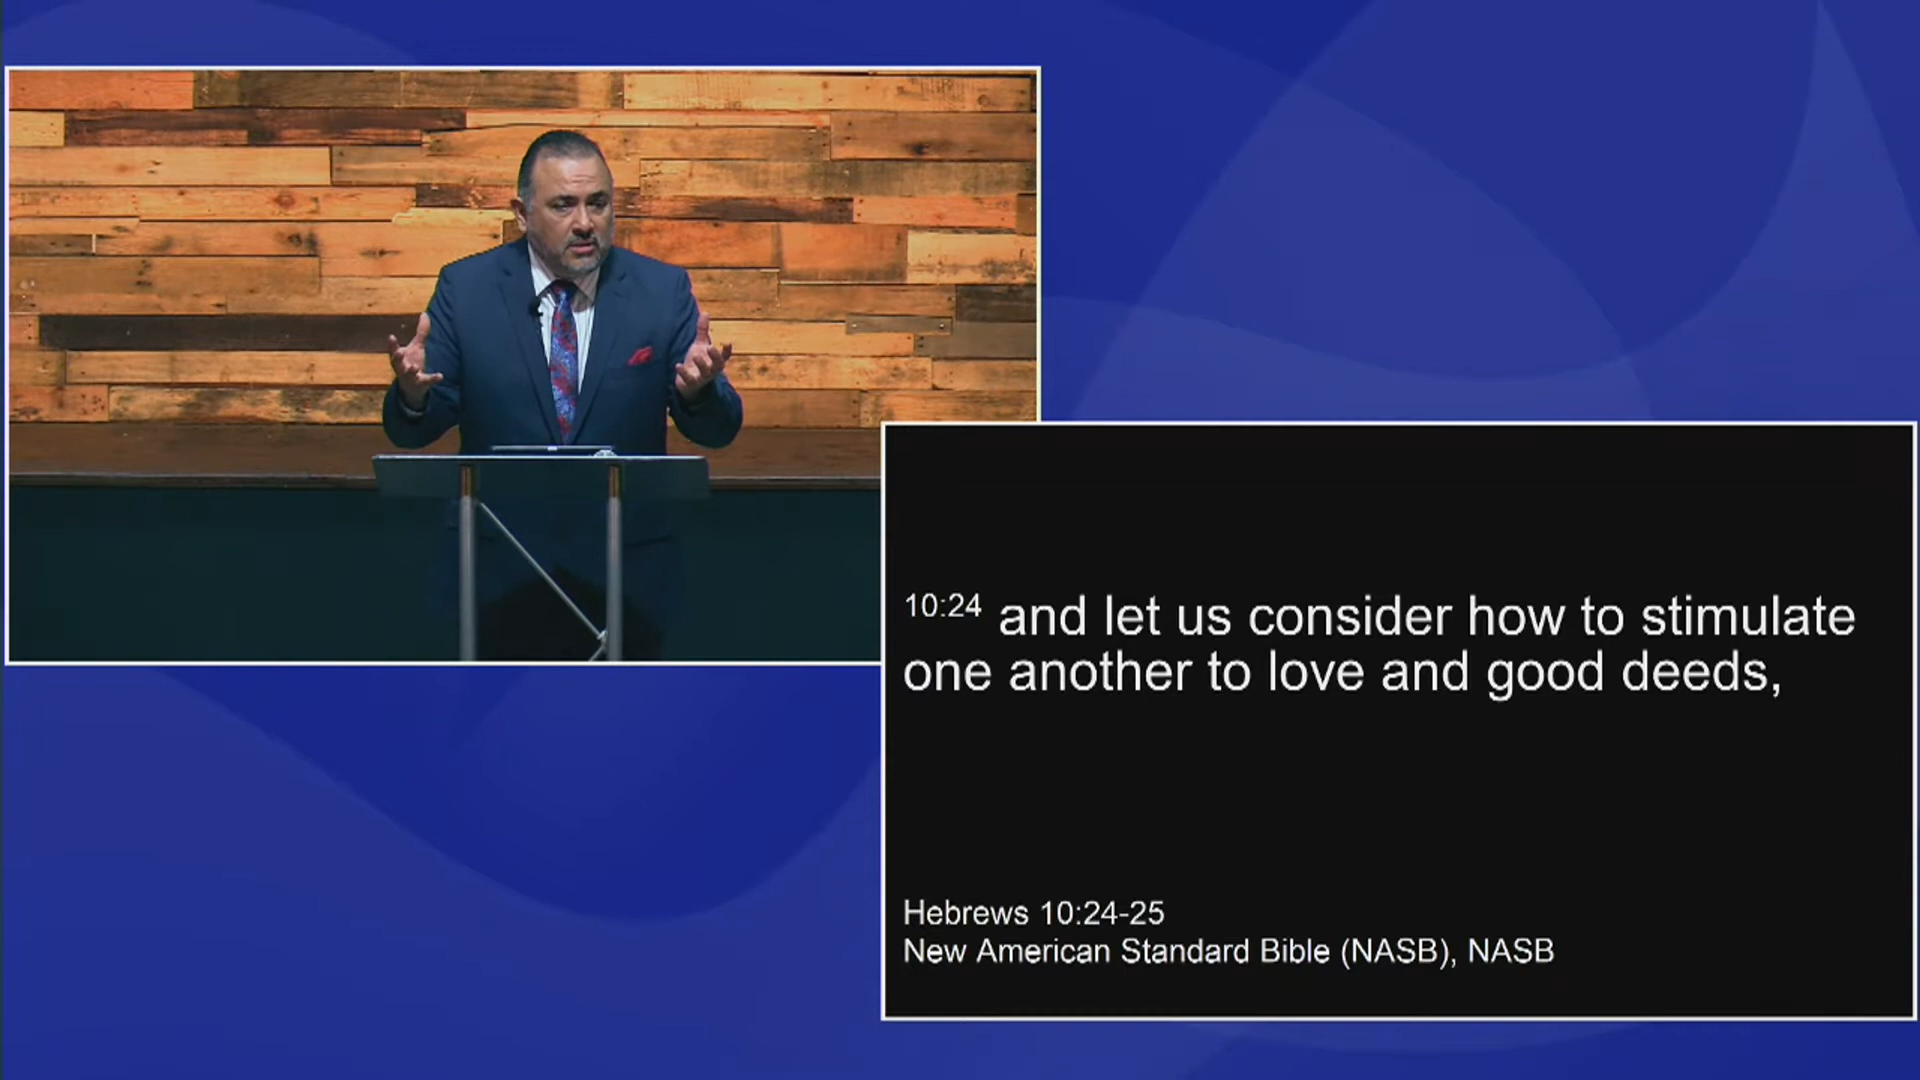 10:24 and let us consider how to stimulate
one another to love and good deeds,
Hebrews 10:24-25
New American Standard Bible (NASB), NASB